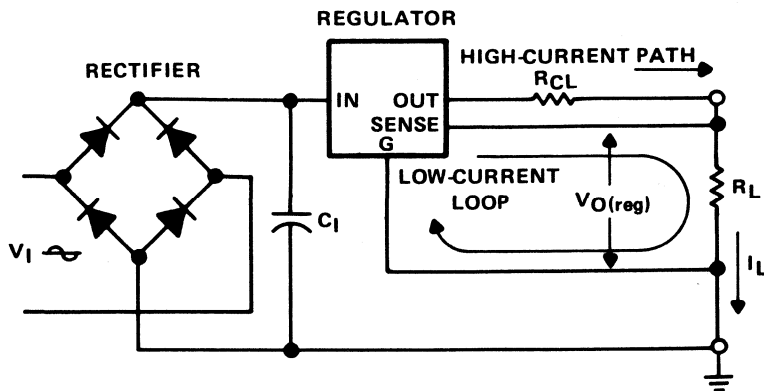 REGULATOR
HIGH-CURRENT PATH
RECTIFIER
RCL
IN
OUT
SENSE
G
LOW-CURRENT
LOOP
VO(reg)
RL
CI
VI
IL